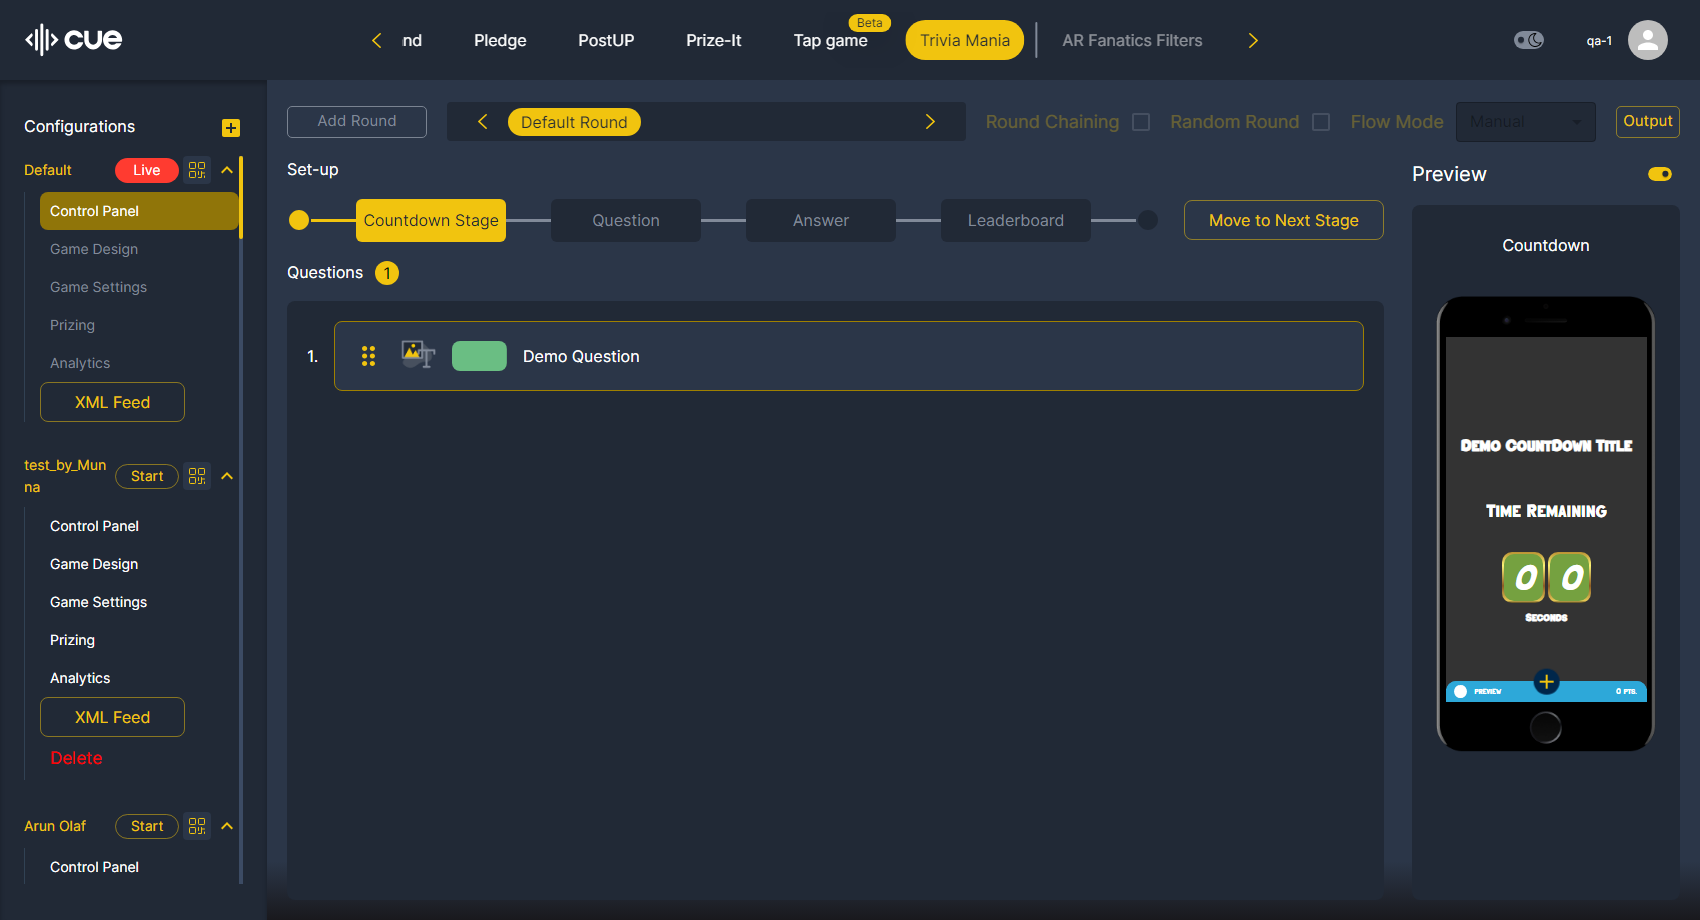 cue
nd
Pledge
PostUP
Prize-It
Tap game
Beta
Trivia Mania
AR Fanatics Filters
qa-1
Configurations
Default
Live
Control Panel
Game Design
Game Settings
Prizing
Analytics
XML Feed
test_by_Mun
na
Start
Control Panel
Game Design
Game Settings
Prizing
Analytics
XML Feed
Delete
Arun Olaf
Start
Control Panel
Add Round
Default Round
Round Chaining
Random Round
Flow Mode
Manual
Output
Set-up
Countdown Stage
Question
Answer
Leaderboard
Move to Next Stage
Questions 1
1.
Demo Question
Preview
Countdown
Demo CountDown Title
Time Remaining
0 0
Seconds
PREVIEW
0 PTS.